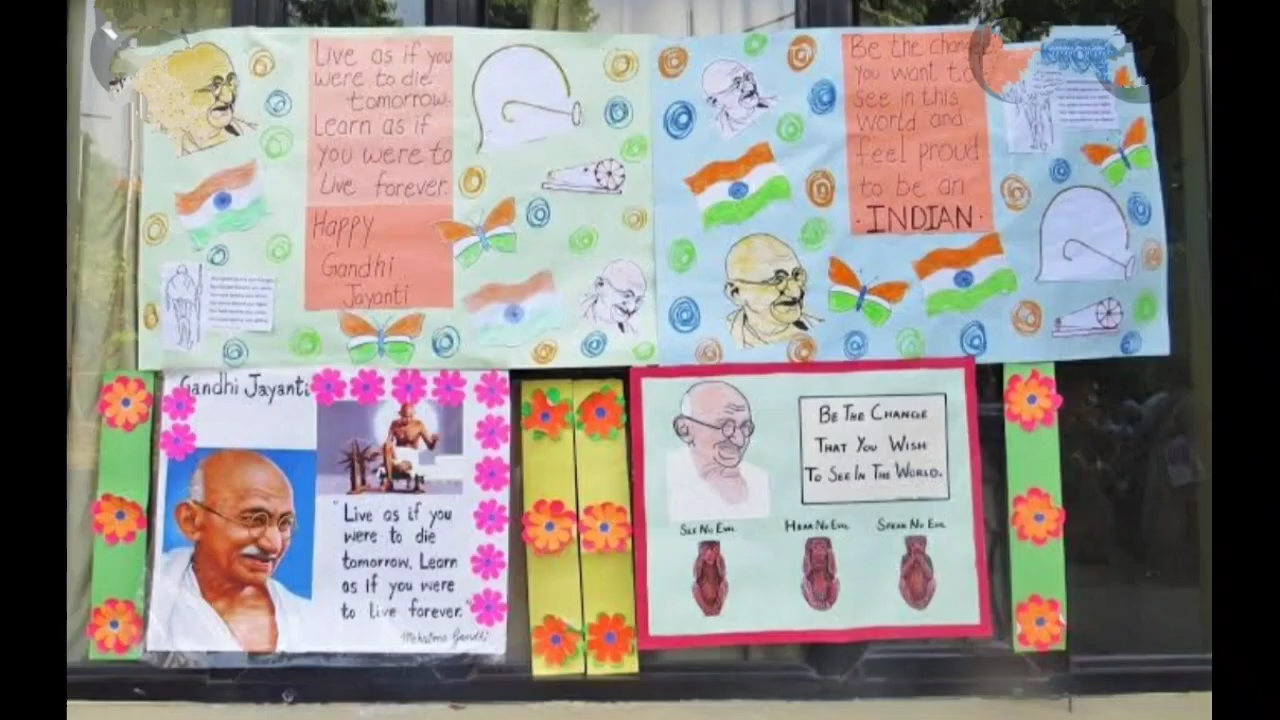 Live as if you
were to die
tomorrow.
Learn as if
you were to
Live forever.
Happy
Gandhi
Jayanti
Be the change
you want to
see in this
world and
feel proud
to be an
·INDIAN·
Gandhi Jayanti
"Live as if you
were to die
tomorrow. Learn
as if you were
to live forever."
Mahatma Gandhi
BE THE CHANGE
THAT YOU WISH
TO SEE IN THE WORLD.
SEE NO EVIL
HEAR NO EVIL
SPEAK NO EVIL